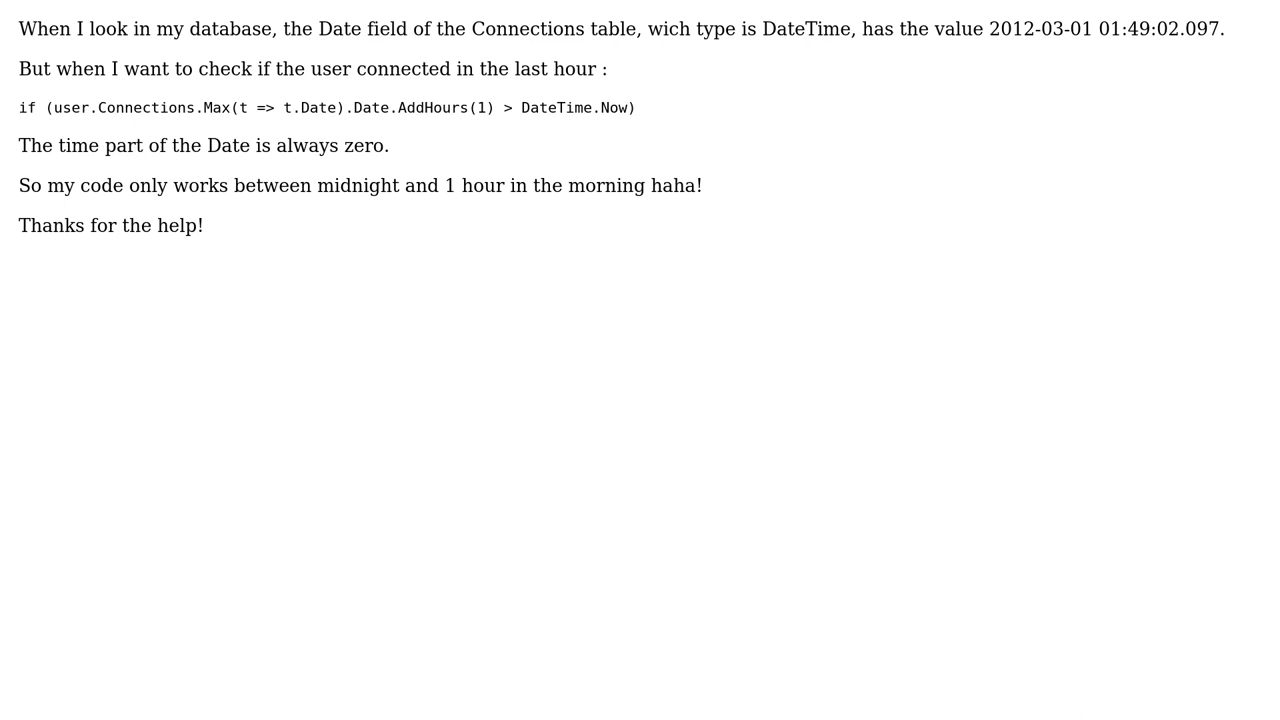 When I look in my database, the Date field of the Connections table, wich type is DateTime, has the value 2012-03-01 01:49:02.097.
But when I want to check if the user connected in the last hour :
if (user.Connections.Max(t => t.Date).Date.AddHours(1) > DateTime.Now)
The time part of the Date is always zero.
So my code only works between midnight and 1 hour in the morning haha!
Thanks for the help!